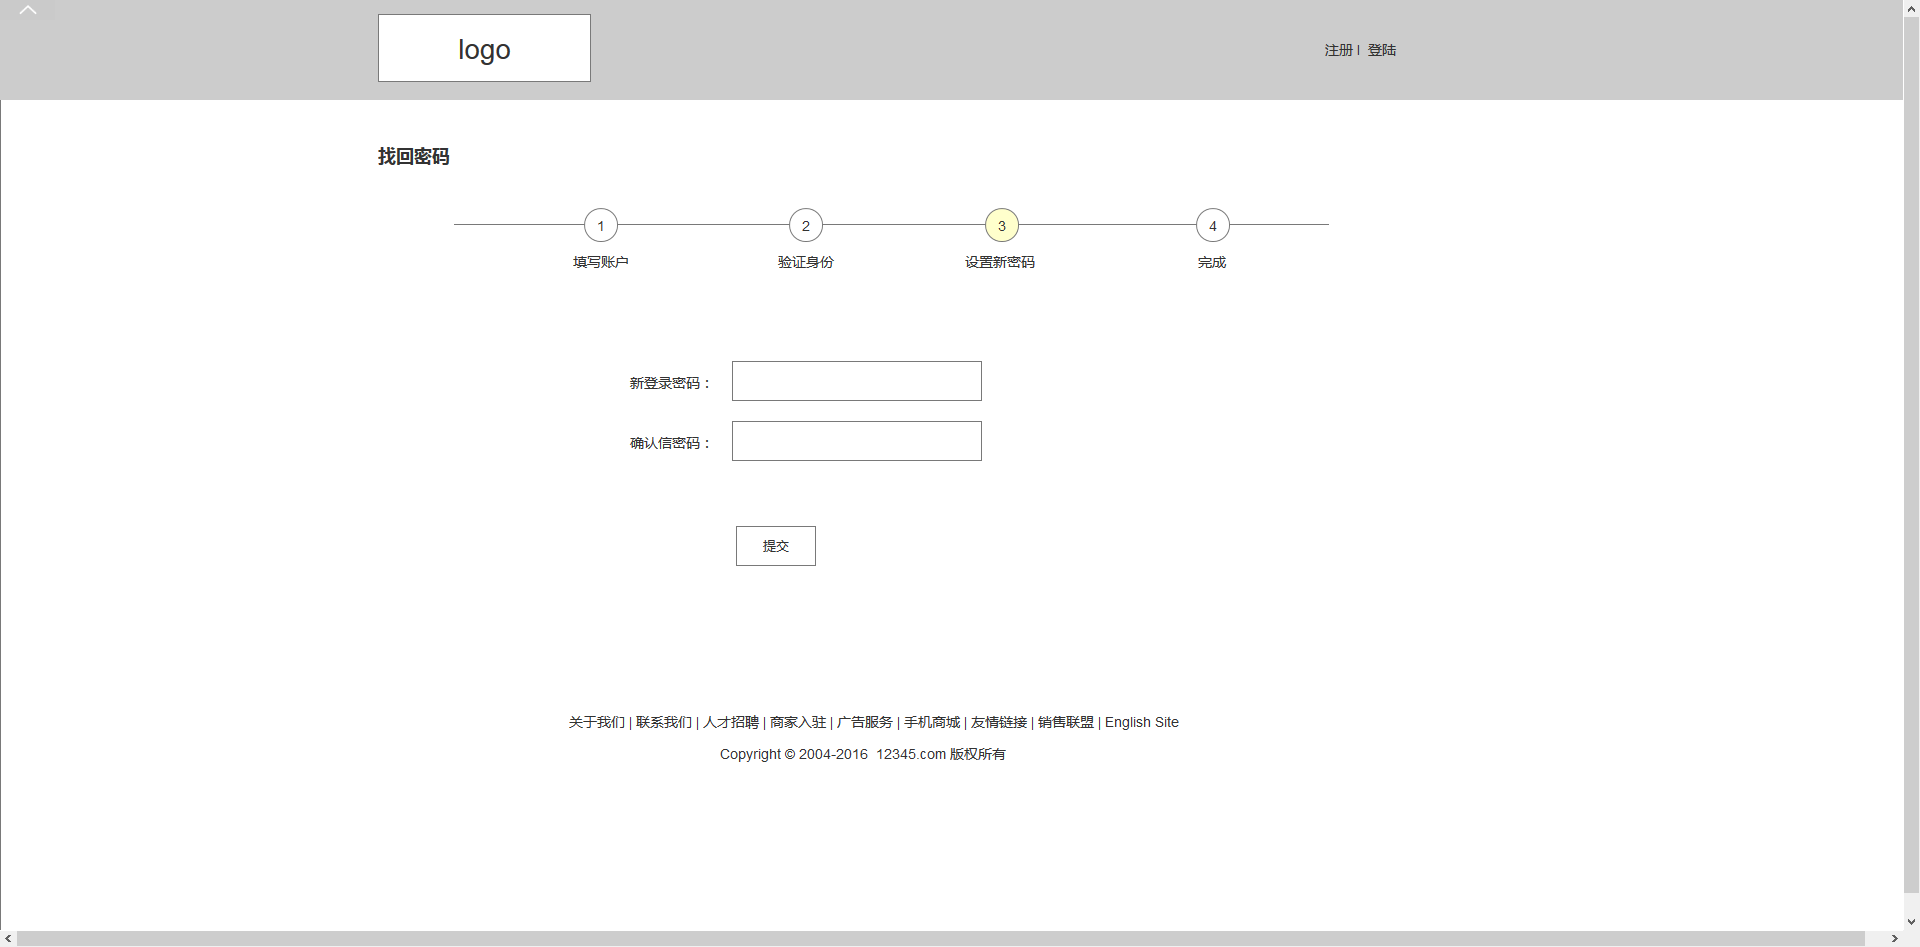 logo
注册 | 登陆
找回密码
1 2 3 4
填写账户 验证身份 设置新密码 完成
新登录密码：
确认信密码：
提交
关于我们 | 联系我们 | 人才招聘 | 商家入驻 | 广告服务 | 手机商城 | 友情链接 | 销售联盟 | English Site
Copyright © 2004-2016 12345.com 版权所有